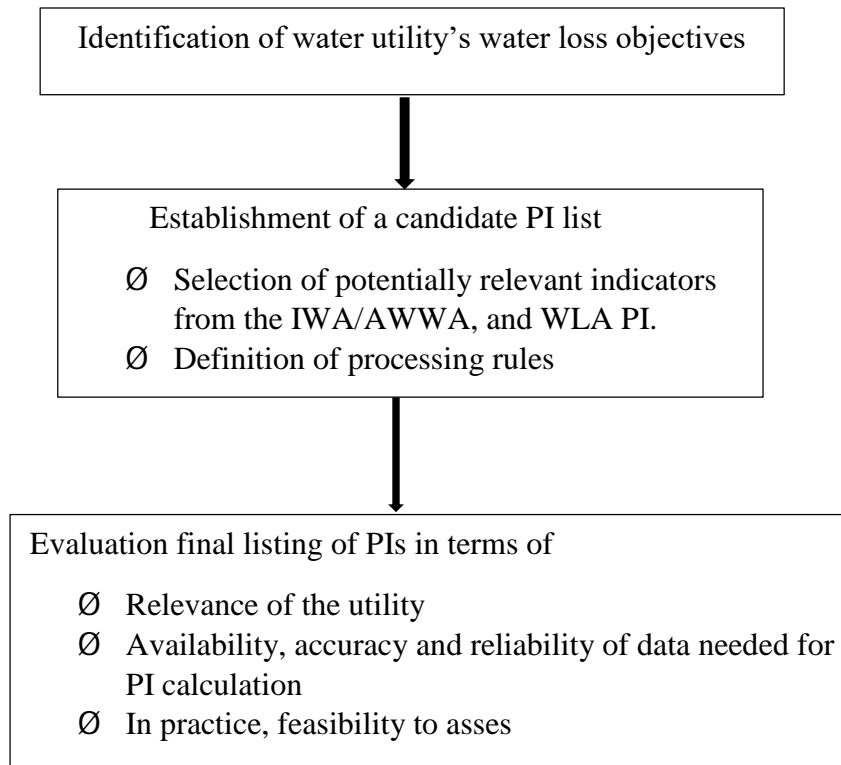 Identification of water utility’s water loss objectives
Establishment of a candidate PI list
Ø Selection of potentially relevant indicators
from the IWA/AWWA, and WLA PI.
Ø Definition of processing rules
Evaluation final listing of PIs in terms of
Ø Relevance of the utility
Ø Availability, accuracy and reliability of data needed for
PI calculation
Ø In practice, feasibility to asses